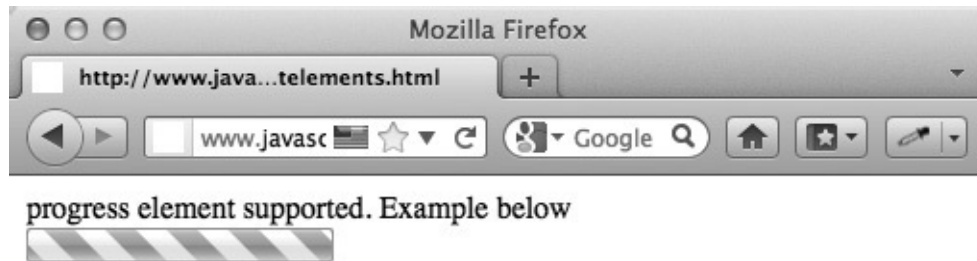 Mozilla Firefox
http://www.java...telements.html
www.javasc
Google
progress element supported. Example below